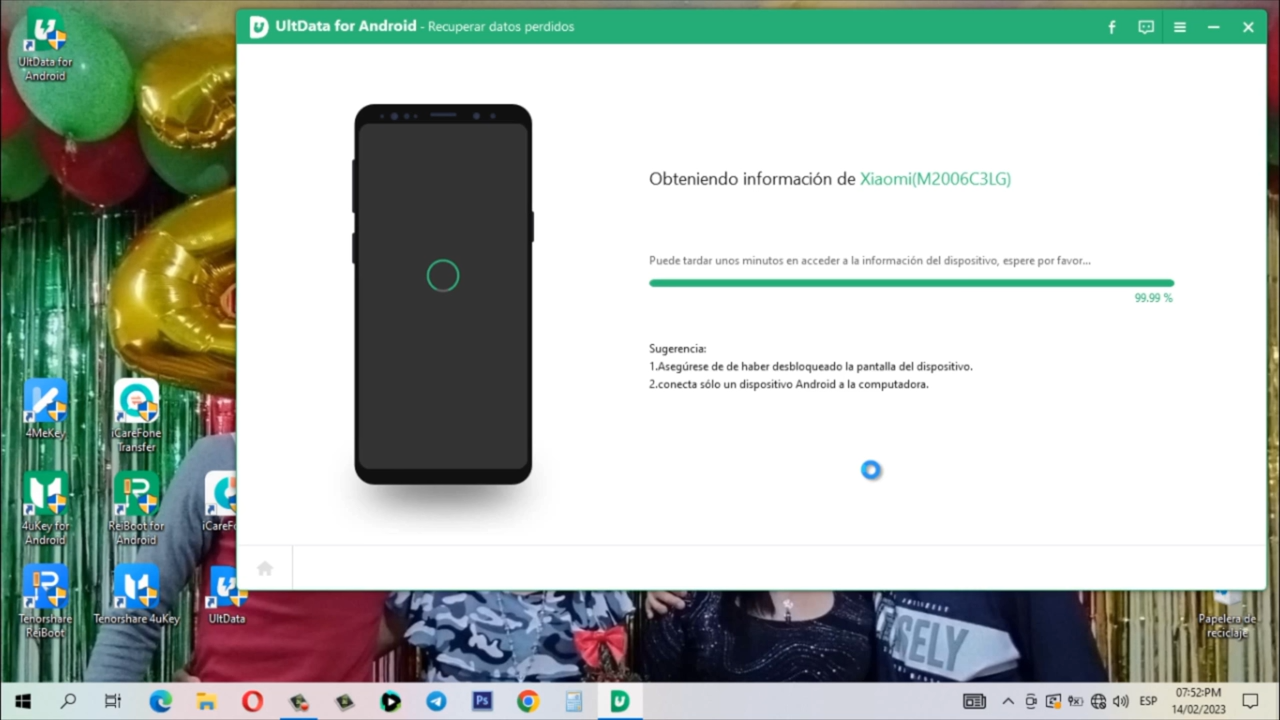 UltData for Android - Recuperar datos perdidos
UltData for
Android
Obteniendo información de Xiaomi(M2006C3LG)
Puede tardar unos minutos en acceder a la información del dispositivo, espere por favor...
99.99 %
Sugerencia:
1.Asegúrese de de haber desbloqueado la pantalla del dispositivo.
2.conecta sólo un dispositivo Android a la computadora.
4MeKey
iCareFone
Transfer
4uKey for
Android
ReiBoot for
Android
iCareF
Tenorshare
ReiBoot
Tenorshare 4uKey
UltData
Papelera de
reciclaje
ESP
07:52:PM
14/02/2023